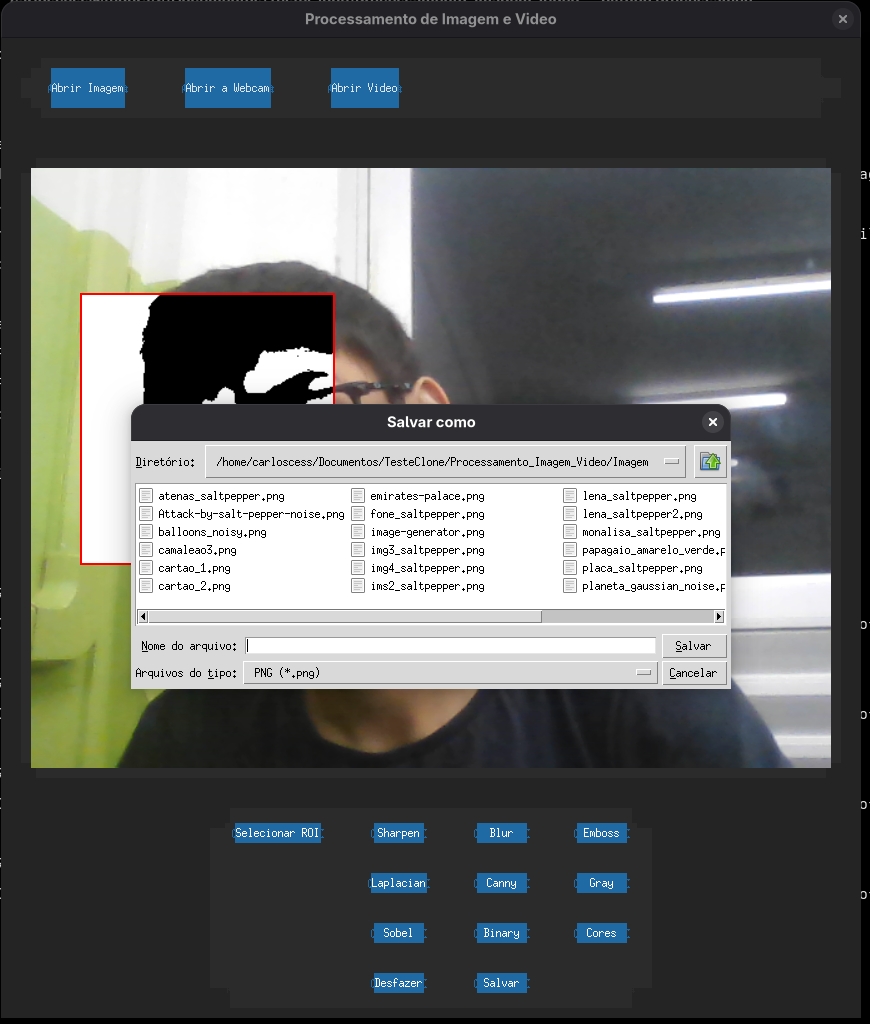 Processamento de Imagem e Video
Abrir Imagem
Abrir a Webcam
Abrir Video
Salvar como
Diretório: /home/carloscess/Documentos/TesteClone/Processamento_Imagem_Video/Imagem
atenas_saltpepper.png emirates-palace.png lena_saltpepper.png
Attack-by-salt-pepper-noise.png fone_saltpepper.png lena_saltpepper2.png
balloons_noisy.png image-generator.png monalisa_saltpepper.png
camaleao3.png img3_saltpepper.png papagaio_amarelo_verde.p
cartao_1.png img4_saltpepper.png placa_saltpepper.png
cartao_2.png ims2_saltpepper.png planeta_gaussian_noise.p
Nome do arquivo: Salvar
Arquivos do tipo: PNG (*.png) Cancelar
Selecionar ROI Sharpen Blur Emboss
Laplacian Canny Gray
Sobel Binary Cores
Desfazer Salvar